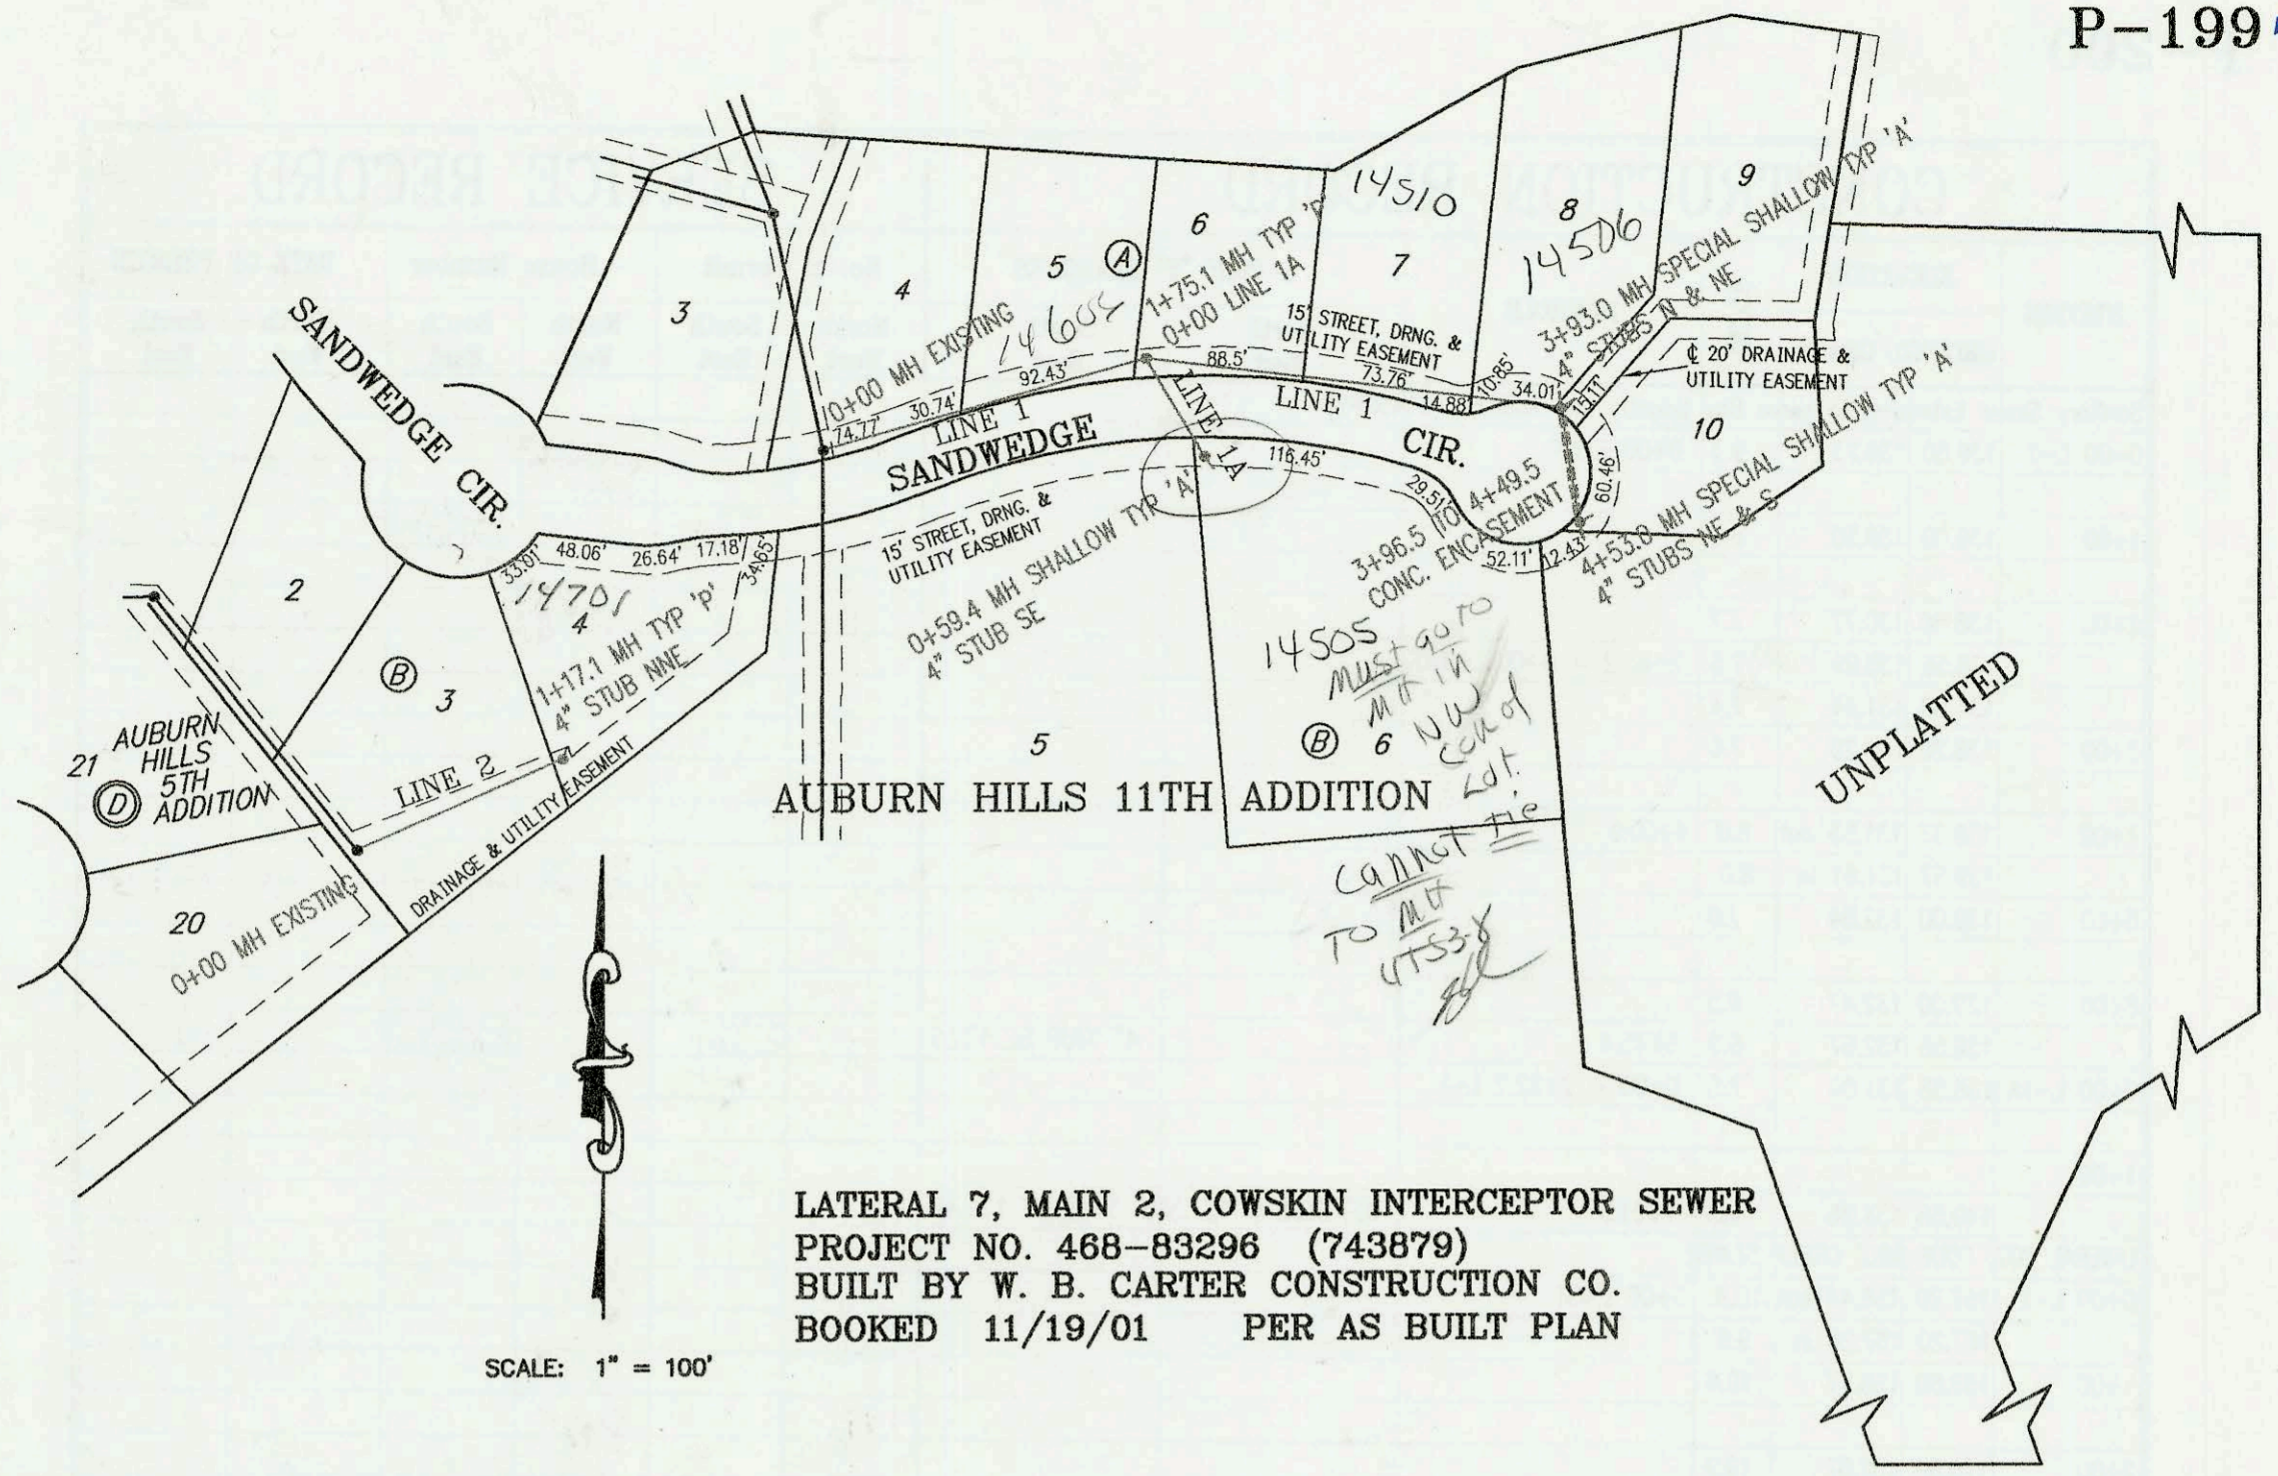 P-199
SANDWEDGE CIR.
3
4
5
A
6
7
8
9
10
14510
14506
14605
0+00 MH EXISTING
1+75.1 MH TYP 'P'
0+00 LINE 1A
15' STREET, DRNG. &
UTILITY EASEMENT
3+93.0 MH SPECIAL SHALLOW TYP 'A'
4" STUBS N & NE
℄ 20' DRAINAGE &
UTILITY EASEMENT
74.77'
30.74'
92.43'
88.5'
73.76'
14.88'
10.85'
34.01'
15.11'
60.46'
LINE 1
LINE 1
LINE 1A
SANDWEDGE
CIR.
116.45'
29.51'
52.11'
12.43'
4+53.0 MH SPECIAL SHALLOW TYP 'A'
4" STUBS NE & S
3+96.5 TO 4+49.5
CONC. ENCASEMENT
15' STREET, DRNG. &
UTILITY EASEMENT
0+59.4 MH SHALLOW TYP 'A'
4" STUB SE
33.01'
48.06'
26.64'
17.18'
34.65'
14701
4
1+17.1 MH TYP 'P'
4" STUB NNE
2
B
3
LINE 2
DRAINAGE & UTILITY EASEMENT
21
AUBURN
HILLS
5TH
ADDITION
D
20
0+00 MH EXISTING
5
B
6
14505
Must go to
MH in
NW
COR of
Lot.
Cannot tie
TO MH
AUBURN HILLS 11TH ADDITION
UNPLATTED
LATERAL 7, MAIN 2, COWSKIN INTERCEPTOR SEWER
PROJECT NO. 468-83296 (743879)
BUILT BY W. B. CARTER CONSTRUCTION CO.
BOOKED 11/19/01 PER AS BUILT PLAN
SCALE: 1" = 100'